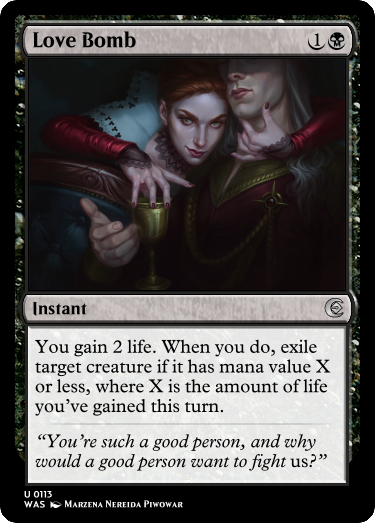 Love Bomb 1
Instant
You gain 2 life. When you do, exile
target creature if it has mana value X
or less, where X is the amount of life
you've gained this turn.
"You're such a good person, and why
would a good person want to fight us?"
U 0113
WAS Marzena Nereida Piwowar